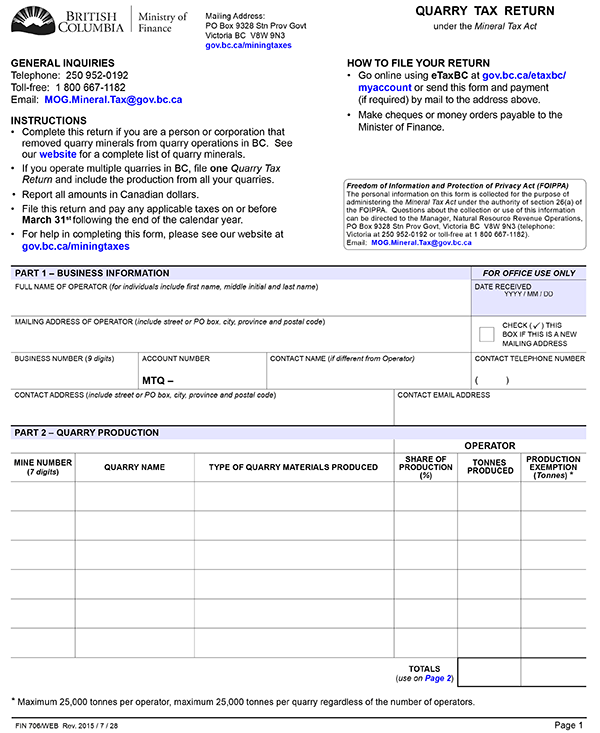 BRITISH
COLUMBIA
Ministry of
Finance
Mailing Address:
PO Box 9328 Stn Prov Govt
Victoria BC  V8W 9N3
gov.bc.ca/miningtaxes
QUARRY TAX RETURN
under the Mineral Tax Act
GENERAL INQUIRIES
Telephone: 250 952-0192
Toll-free: 1 800 667-1182
Email: MOG.Mineral.Tax@gov.bc.ca
INSTRUCTIONS
• Complete this return if you are a person or corporation that
removed quarry minerals from quarry operations in BC. See
our website for a complete list of quarry minerals.
• If you operate multiple quarries in BC, file one Quarry Tax
Return and include the production from all your quarries.
• Report all amounts in Canadian dollars.
• File this return and pay any applicable taxes on or before
March 31st following the end of the calendar year.
• For help in completing this form, please see our website at
gov.bc.ca/miningtaxes
HOW TO FILE YOUR RETURN
• Go online using eTaxBC at gov.bc.ca/etaxbc/
myaccount or send this form and payment
(if required) by mail to the address above.
• Make cheques or money orders payable to the
Minister of Finance.
Freedom of Information and Protection of Privacy Act (FOIPPA)
The personal information on this form is collected for the purpose of
administering the Mineral Tax Act under the authority of section 26(a) of
the FOIPPA. Questions about the collection or use of this information
can be directed to the Manager, Natural Resource Revenue Operations,
PO Box 9328 Stn Prov Govt, Victoria BC V8W 9N3 (telephone:
Victoria at 250 952-0192 or toll-free at 1 800 667-1182).
Email: MOG.Mineral.Tax@gov.bc.ca
PART 1 – BUSINESS INFORMATION
FOR OFFICE USE ONLY
FULL NAME OF OPERATOR (for individuals include first name, middle initial and last name)
DATE RECEIVED
YYYY / MM / DD
MAILING ADDRESS OF OPERATOR (include street or PO box, city, province and postal code)
CHECK (✓) THIS
BOX IF THIS IS A NEW
MAILING ADDRESS
BUSINESS NUMBER (9 digits)
ACCOUNT NUMBER
MTQ –
CONTACT NAME (if different from Operator)
CONTACT TELEPHONE NUMBER
(       )
CONTACT ADDRESS (include street or PO box, city, province and postal code)
CONTACT EMAIL ADDRESS
PART 2 – QUARRY PRODUCTION
OPERATOR
MINE NUMBER
(7 digits)
QUARRY NAME
TYPE OF QUARRY MATERIALS PRODUCED
SHARE OF
PRODUCTION
(%)
TONNES
PRODUCED
PRODUCTION
EXEMPTION
(Tonnes) *
TOTALS
(use on Page 2)
* Maximum 25,000 tonnes per operator, maximum 25,000 tonnes per quarry regardless of the number of operators.
FIN 706/WEB Rev. 2015 / 7 / 28
Page 1